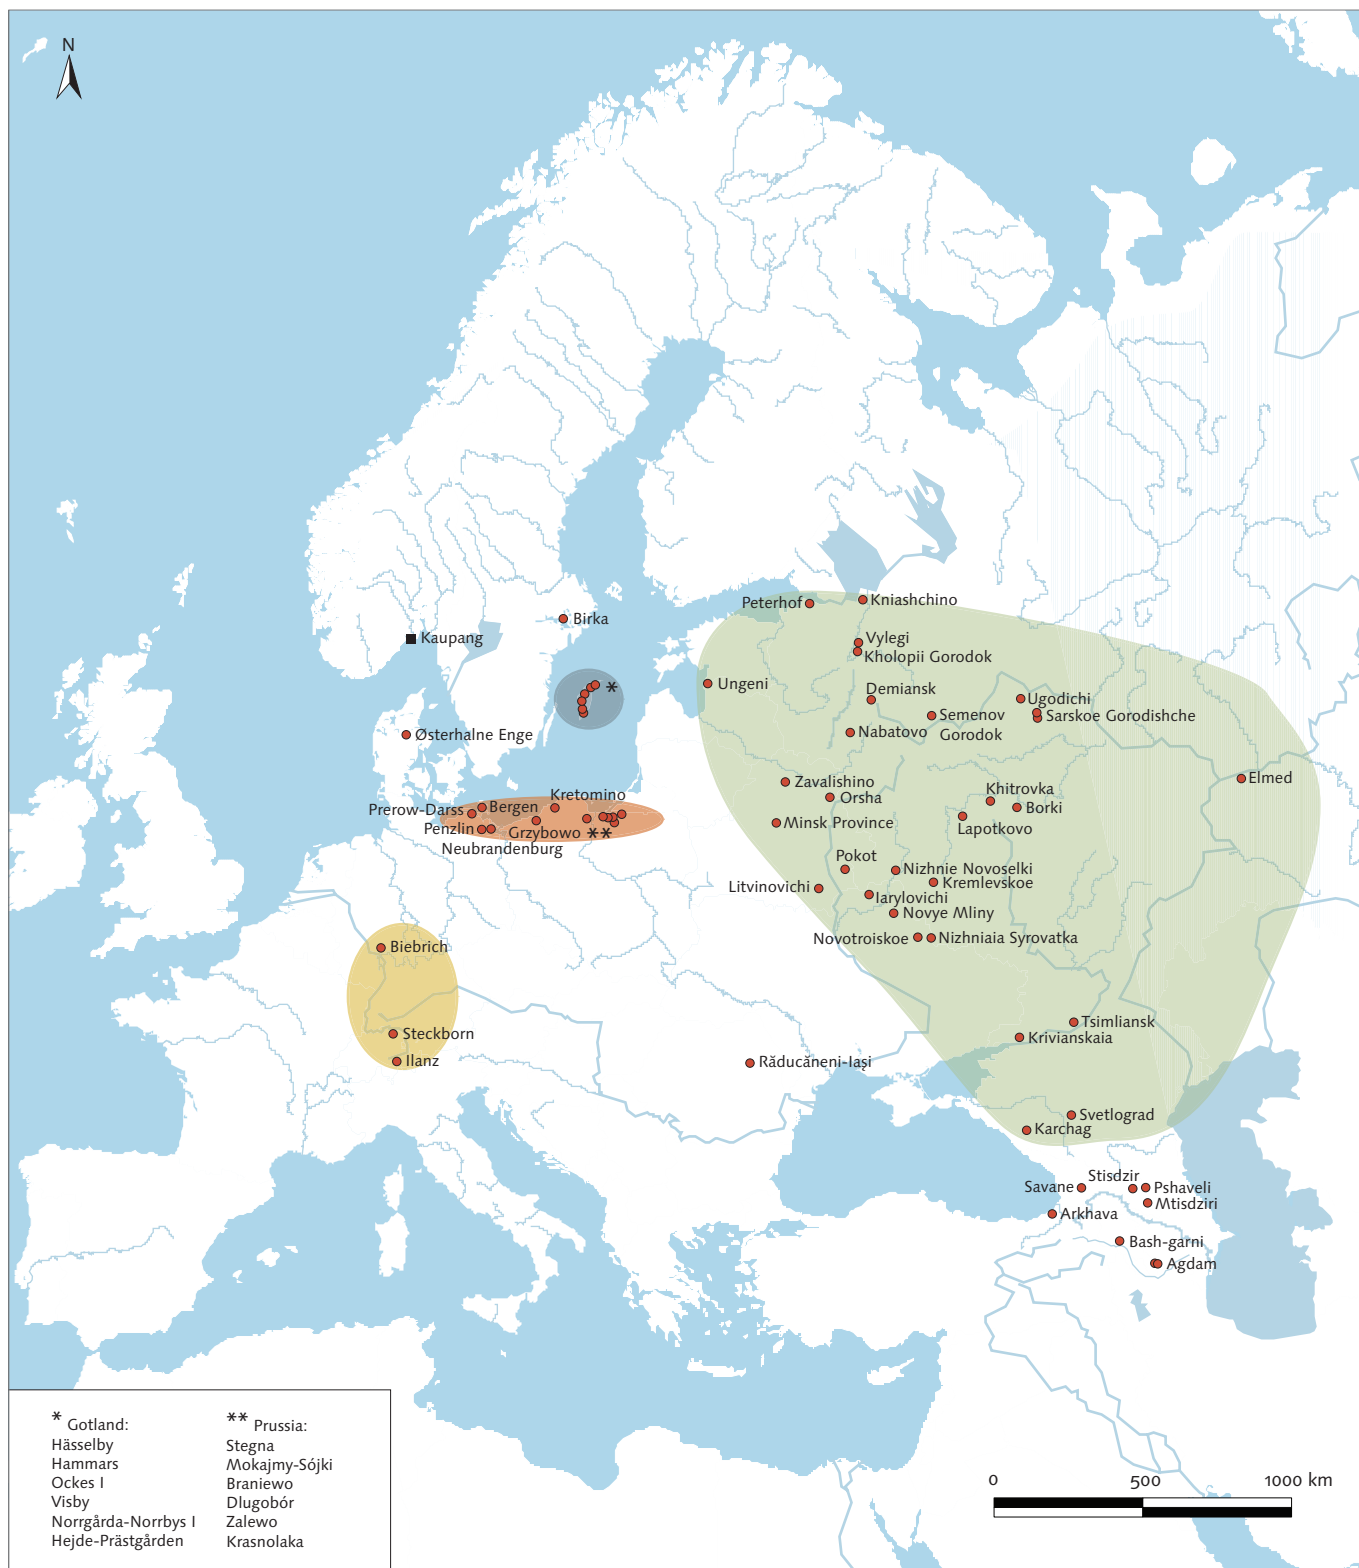 N
Peterhof
Kniashchino
Birka
Kaupang
Vylegi
Kholopii Gorodok
*
Ungeni
Demiansk
Ugodichi
Semenov
Gorodok
Sarskoe Gorodishche
Nabatovo
Østerhalne Enge
Elmed
Zavalishino
Khitrovka
Kretomino
Orsha
Borki
Prerow-Darss
Bergen
Minsk Province
Lapotkovo
Penzlin
Grzybowo
**
Neubrandenburg
Pokot
Nizhnie Novoselki
Litvinovichi
Kremlevskoe
Iarylovichi
Novye Mliny
Novotroiskoe
Nizhniaia Syrovatka
Biebrich
Tsimliansk
Steckborn
Krivianskaia
Ilanz
Răducăneni-Iaşi
Svetlograd
Karchag
Stisdzir
Savane
Pshaveli
Mtisdziri
Arkhava
Bash-garni
Agdam
* Gotland:
Hässelby
Hammars
Ockes I
Visby
Norrgårda-Norrbys I
Hejde-Prästgården
** Prussia:
Stegna
Mokajmy-Sójki
Braniewo
Dlugobór
Zalewo
Krasnolaka
0 500 1000 km